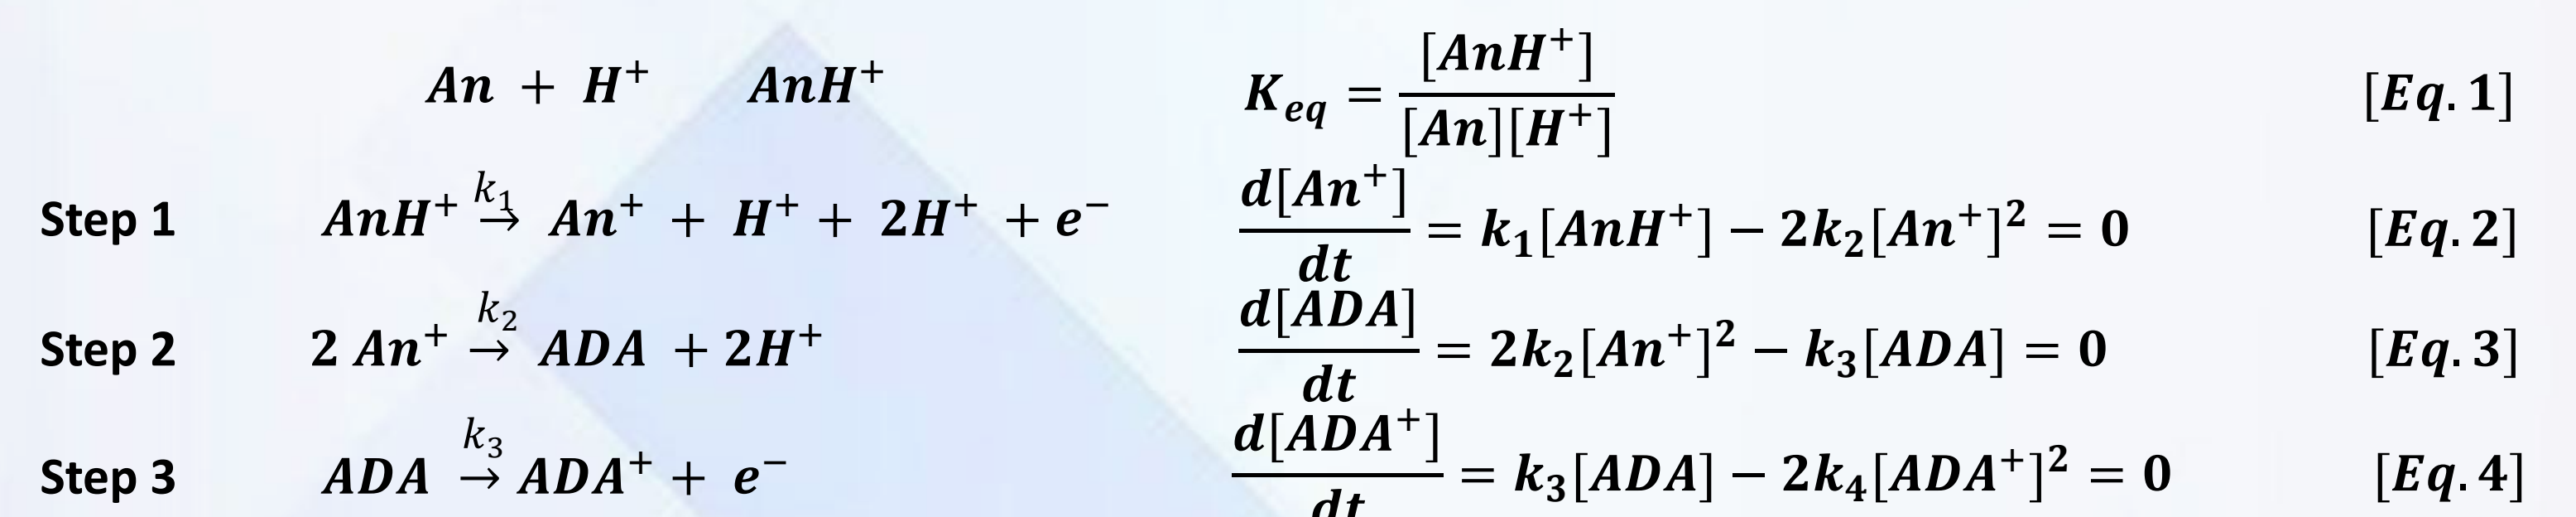 An + H⁺ AnH⁺ K_eq = [AnH⁺] / [An][H⁺] [Eq. 1]
Step 1 AnH⁺ →^{k₁} An⁺ + H⁺ + 2H⁺ + e⁻ d[An⁺]/dt = k₁[AnH⁺] − 2k₂[An⁺]² = 0 [Eq. 2]
Step 2 2 An⁺ →^{k₂} ADA + 2H⁺ d[ADA]/dt = 2k₂[An⁺]² − k₃[ADA] = 0 [Eq. 3]
Step 3 ADA →^{k₃} ADA⁺ + e⁻ d[ADA⁺]/dt = k₃[ADA] − 2k₄[ADA⁺]² = 0 [Eq. 4]